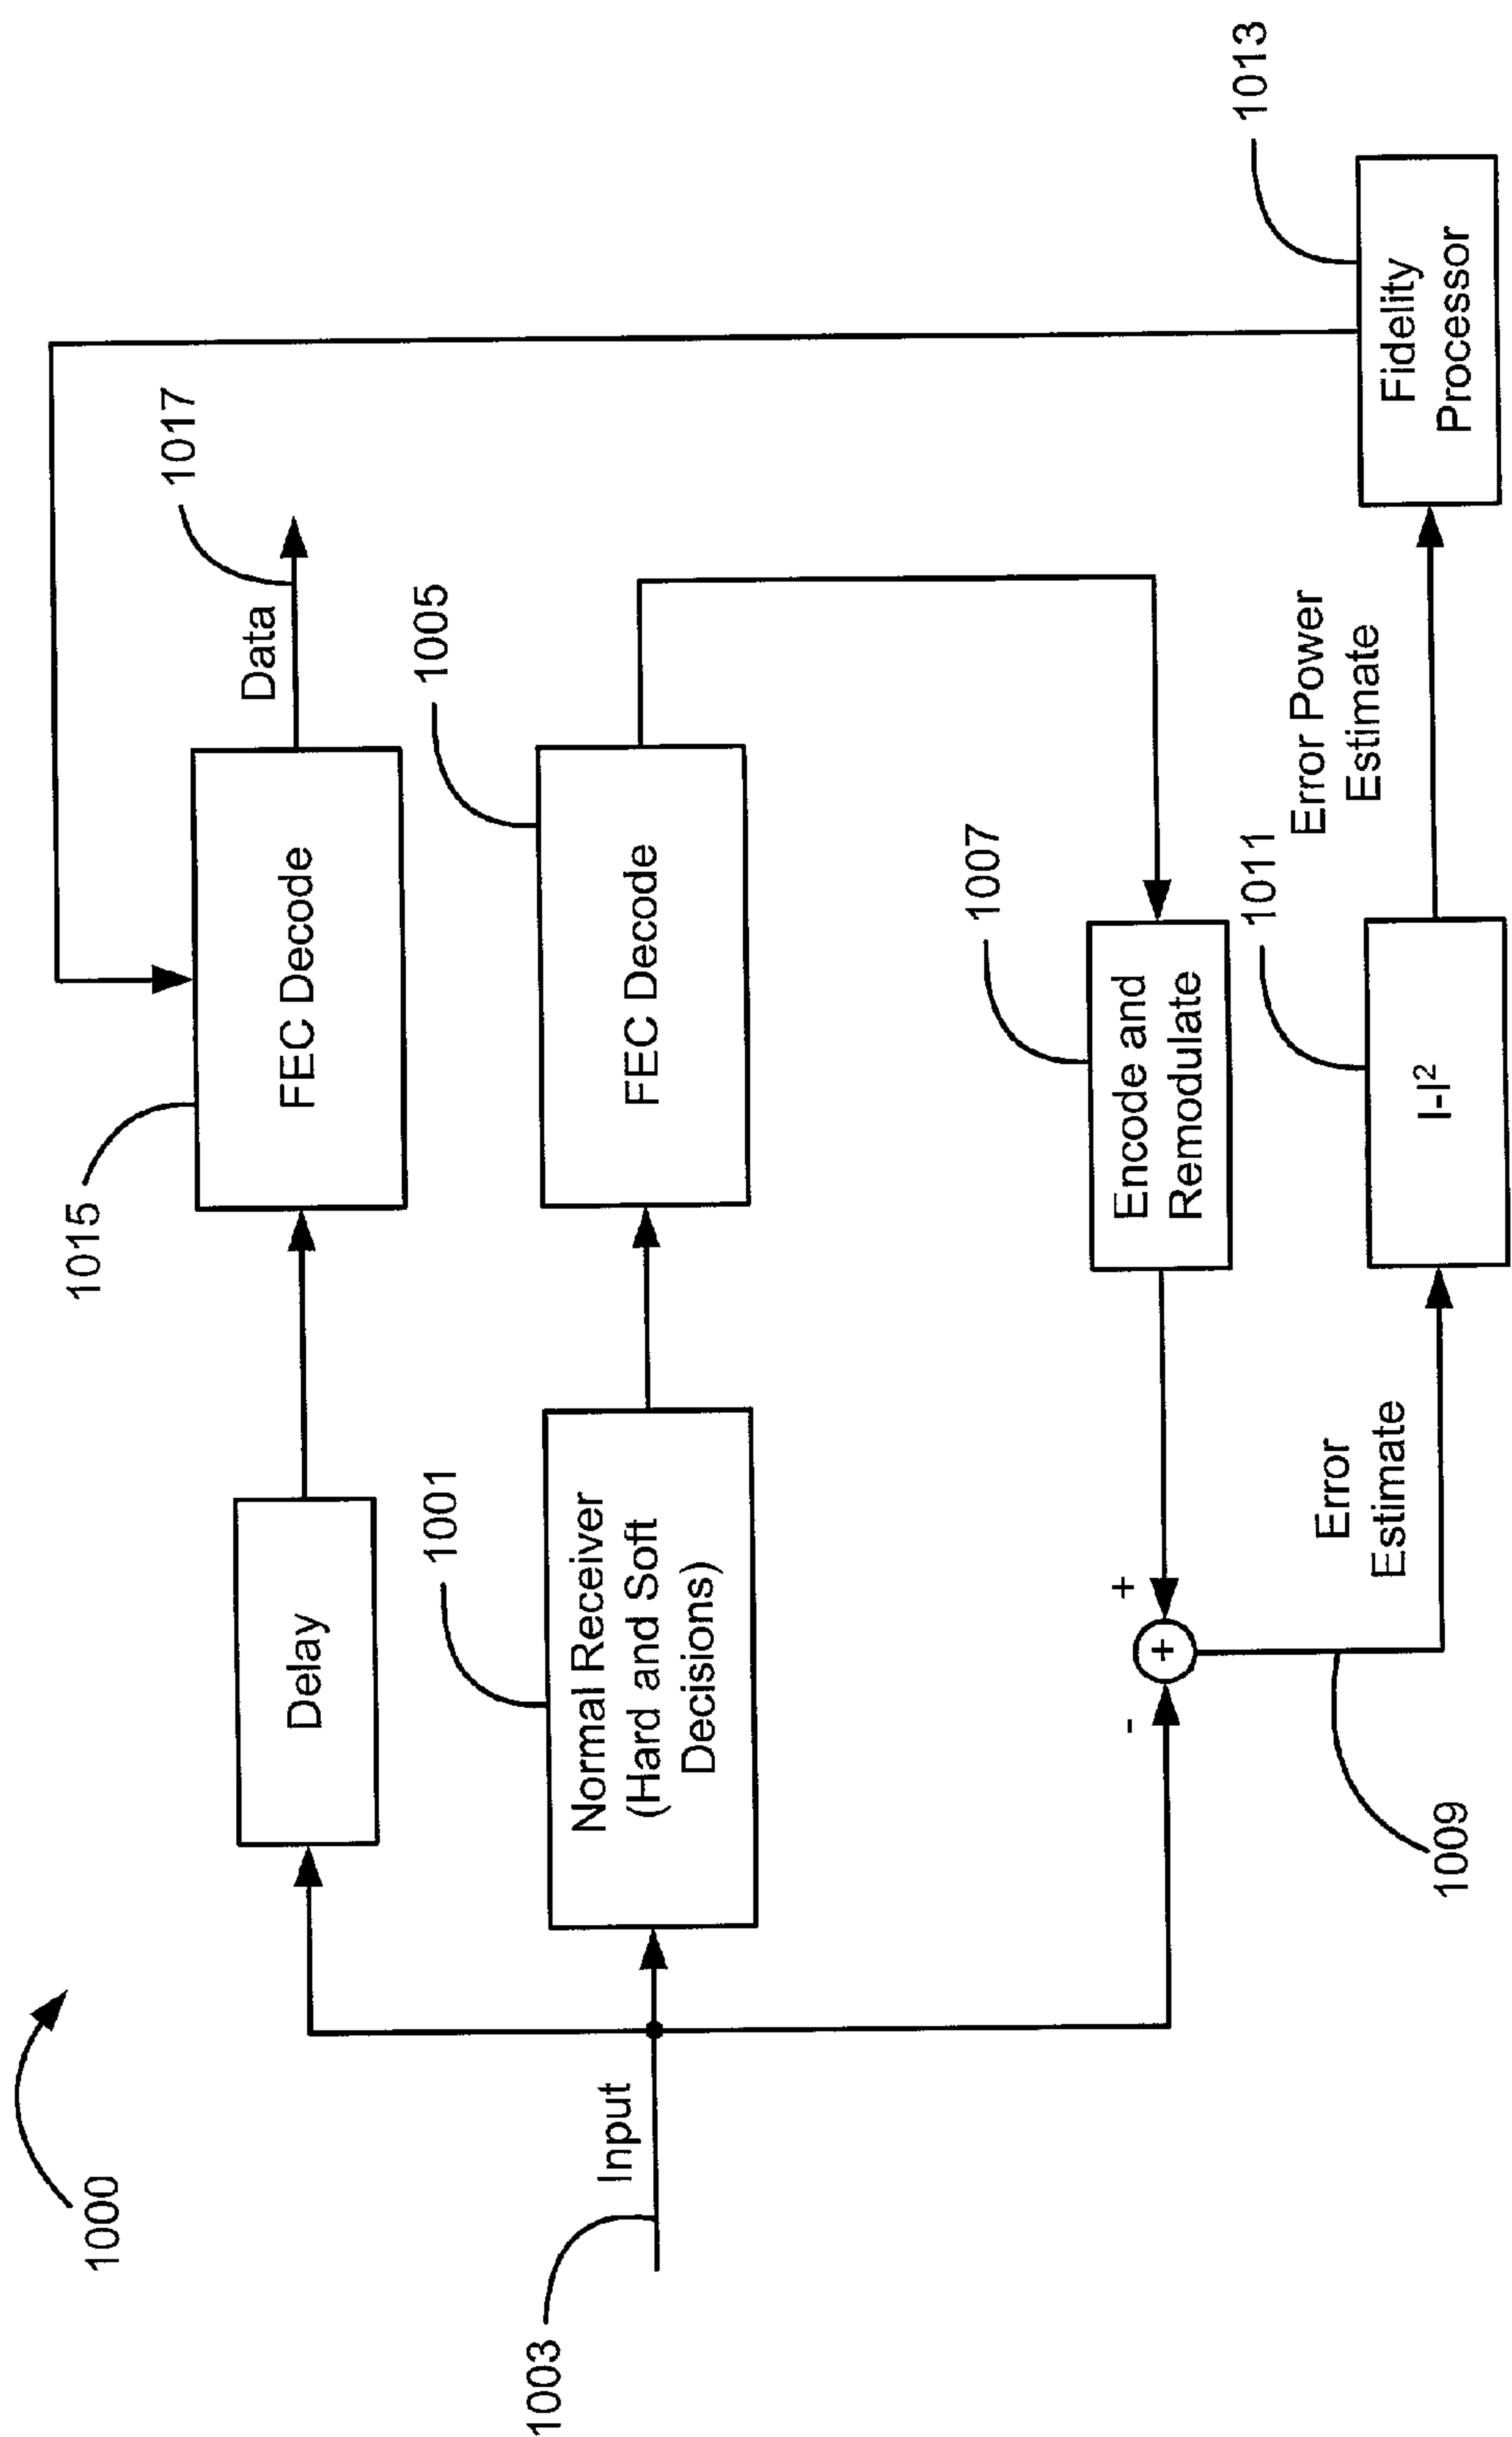 1000
1003
Input
Delay
1015
FEC Decode
Data
1017
1001
Normal Receiver
(Hard and Soft
Decisions)
FEC Decode
1005
1007
Encode and
Remodulate
-
+
+
1009
Error
Estimate
1011
I-I²
Error Power
Estimate
Fidelity
Processor
1013